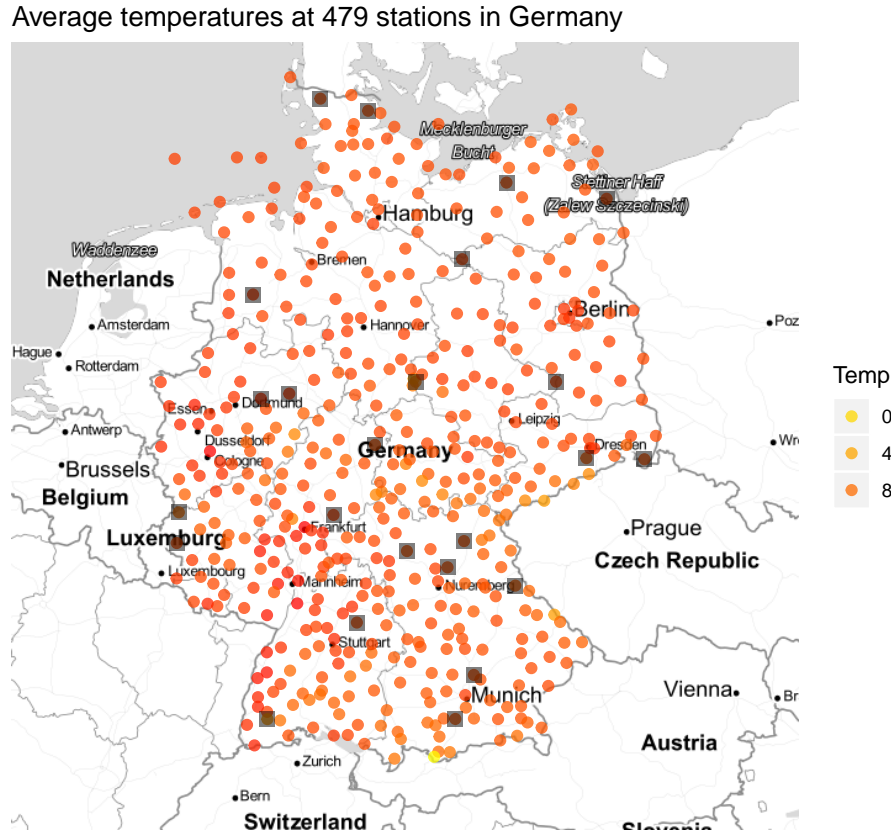 Average temperatures at 479 stations in Germany
Mecklenburger
Bucht
Stettiner Haff
(Zalew Szczecinski)
Hamburg
Waddenzee
Bremen
Netherlands
Berlin
Amsterdam
Hannover
Poz
Hague
Rotterdam
Temp
Essen
Dortmund
0
Leipzig
Antwerp
Dusseldorf
Dresden
Wr
Germany
4
Cologne
Brussels
8
Belgium
Frankfurt
Prague
Luxemburg
Czech Republic
Luxembourg
Mannheim
Nuremberg
Stuttgart
Munich
Vienna
Br
Austria
Zurich
Bern
Switzerland
Slovenia